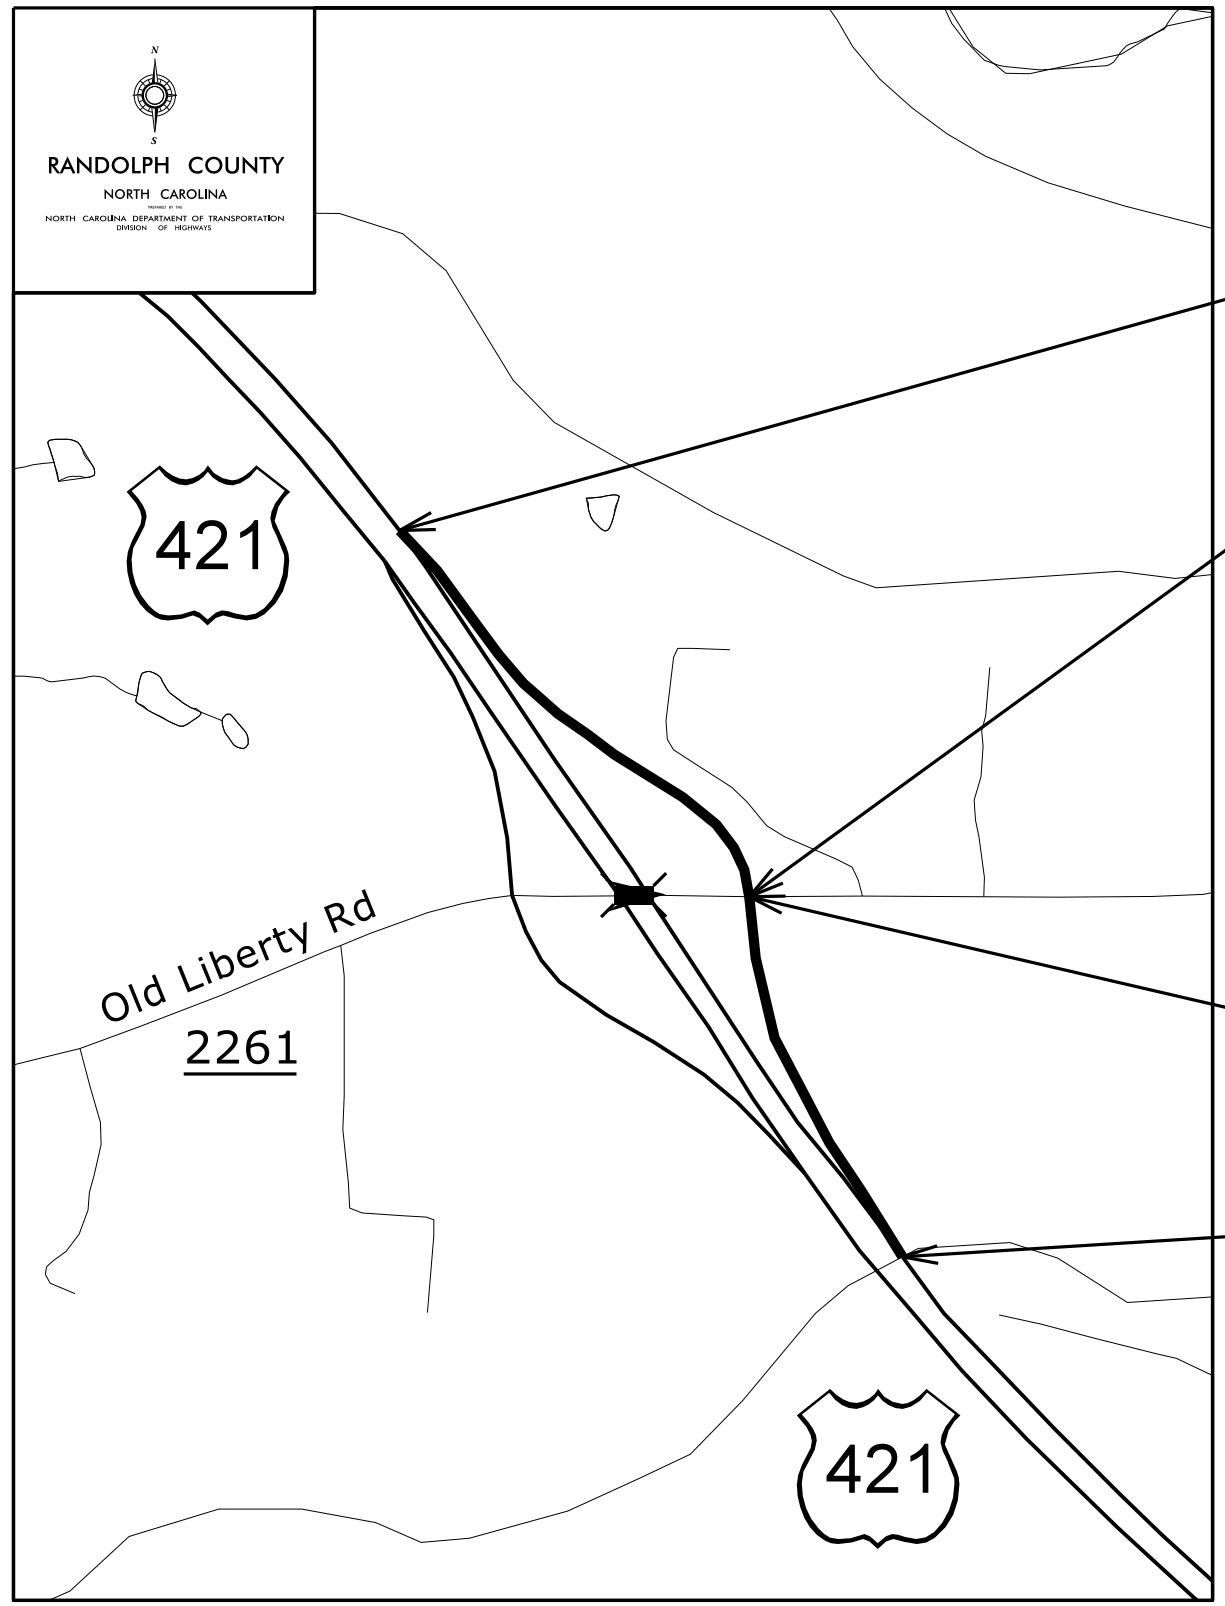 N
S
RANDOLPH COUNTY
NORTH CAROLINA
PREPARED BY THE
NORTH CAROLINA DEPARTMENT OF TRANSPORTATION
DIVISION OF HIGHWAYS
421
Old Liberty Rd
2261
421